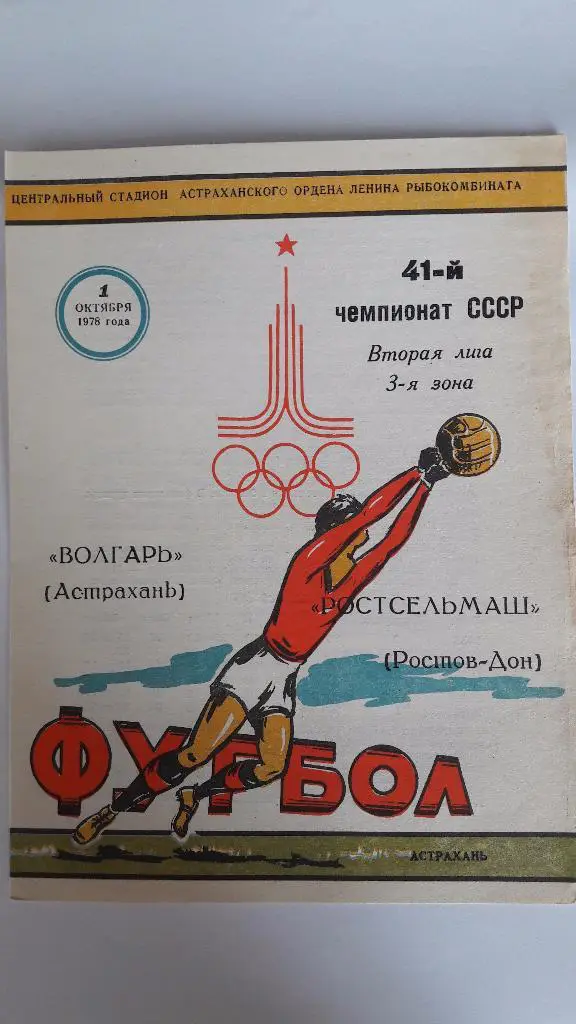 ЦЕНТРАЛЬНЫЙ СТАДИОН АСТРАХАНСКОГО ОРДЕНА ЛЕНИНА РЫБОКОМБИНАТА
1
ОКТЯБРЯ
1978 года
41-й
чемпионат СССР
Вторая лига
3-я зона
«ВОЛГАРЬ»
(Астрахань)
«РОСТСЕЛЬМАШ»
(Ростов-Дон)
ФУТБОЛ
АСТРАХАНЬ